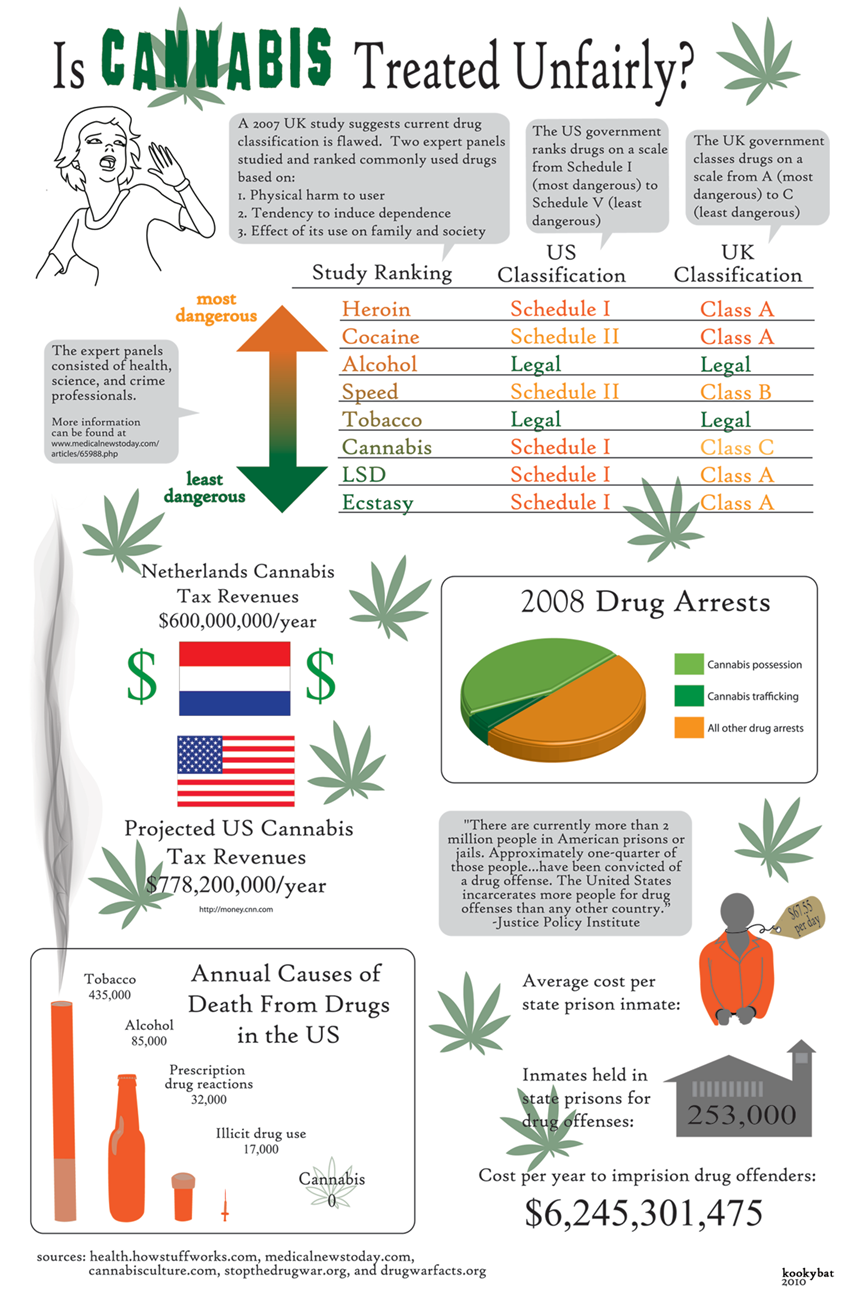 Is CANNABIS Treated Unfairly?
A 2007 UK study suggests current drug
classification is flawed. Two expert panels
studied and ranked commonly used drugs
based on:
1. Physical harm to user
2. Tendency to induce dependence
3. Effect of its use on family and society
The US government
ranks drugs on a scale
from Schedule I
(most dangerous) to
Schedule V (least
dangerous)
The UK government
classes drugs on a
scale from A (most
dangerous) to C
(least dangerous)
Study Ranking
US
Classification
UK
Classification
most
dangerous
least
dangerous
Heroin Schedule I Class A
Cocaine Schedule II Class A
Alcohol Legal Legal
Speed Schedule II Class B
Tobacco Legal Legal
Cannabis Schedule I Class C
LSD Schedule I Class A
Ecstasy Schedule I Class A
The expert panels
consisted of health,
science, and crime
professionals.
More information
can be found at
www.medicalnewstoday.com/
articles/65988.php
Netherlands Cannabis
Tax Revenues
$600,000,000/year
$ $
Projected US Cannabis
Tax Revenues
$778,200,000/year
http://money.cnn.com
2008 Drug Arrests
Cannabis possession
Cannabis trafficking
All other drug arrests
"There are currently more than 2
million people in American prisons or
jails. Approximately one-quarter of
those people...have been convicted of
a drug offense. The United States
incarcerates more people for drug
offenses than any other country."
-Justice Policy Institute
Average cost per
state prison inmate:
$67.55
per day
Inmates held in
state prisons for
drug offenses:
253,000
Cost per year to imprision drug offenders:
$6,245,301,475
Annual Causes of
Death From Drugs
in the US
Tobacco
435,000
Alcohol
85,000
Prescription
drug reactions
32,000
Illicit drug use
17,000
Cannabis
0
sources: health.howstuffworks.com, medicalnewstoday.com,
cannabisculture.com, stopthedrugwar.org, and drugwarfacts.org
kookybat
2010